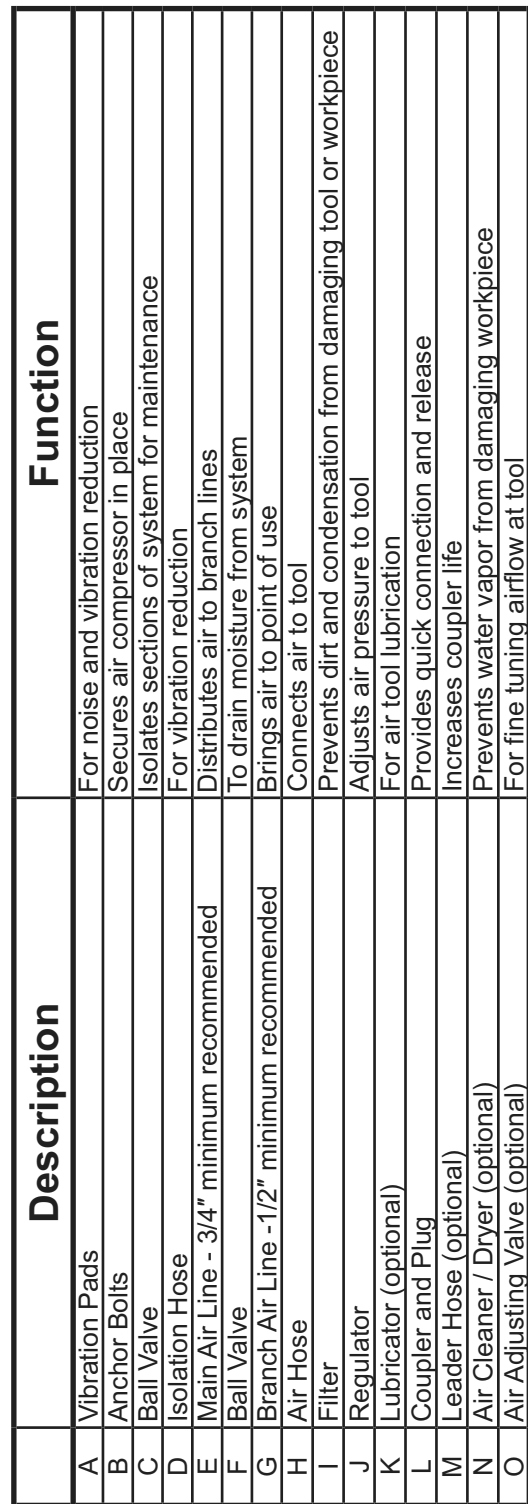 Description Function
A Vibration Pads For noise and vibration reduction
B Anchor Bolts Secures air compressor in place
C Ball Valve Isolates sections of system for maintenance
D Isolation Hose For vibration reduction
E Main Air Line - 3/4" minimum recommended Distributes air to branch lines
F Ball Valve To drain moisture from system
G Branch Air Line -1/2" minimum recommended Brings air to point of use
H Air Hose Connects air to tool
I Filter Prevents dirt and condensation from damaging tool or workpiece
J Regulator Adjusts air pressure to tool
K Lubricator (optional) For air tool lubrication
L Coupler and Plug Provides quick connection and release
M Leader Hose (optional) Increases coupler life
N Air Cleaner / Dryer (optional) Prevents water vapor from damaging workpiece
O Air Adjusting Valve (optional) For fine tuning airflow at tool